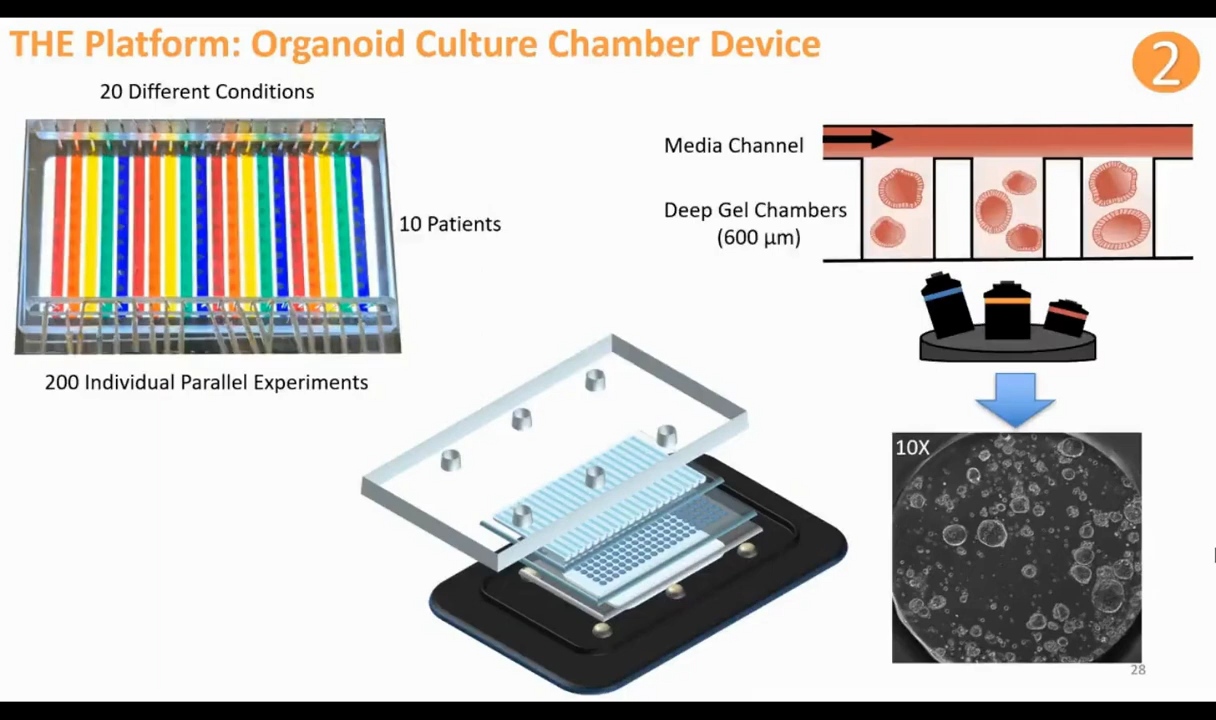 THE Platform: Organoid Culture Chamber Device
2
20 Different Conditions
10 Patients
200 Individual Parallel Experiments
Media Channel
Deep Gel Chambers
(600 µm)
10X
28